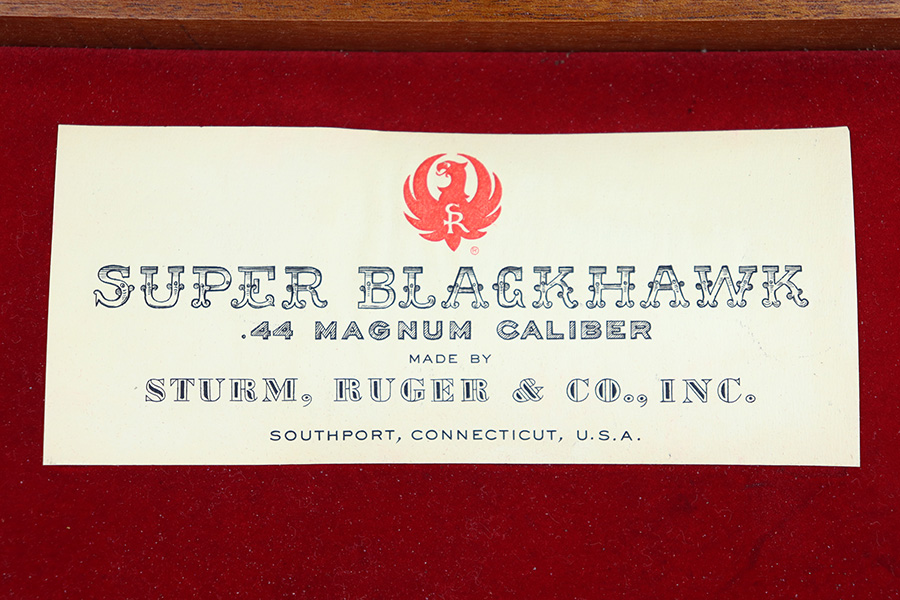 SR
®
SUPER BLACKHAWK
.44 MAGNUM CALIBER
MADE BY
STURM, RUGER & CO., INC.
SOUTHPORT, CONNECTICUT, U.S.A.